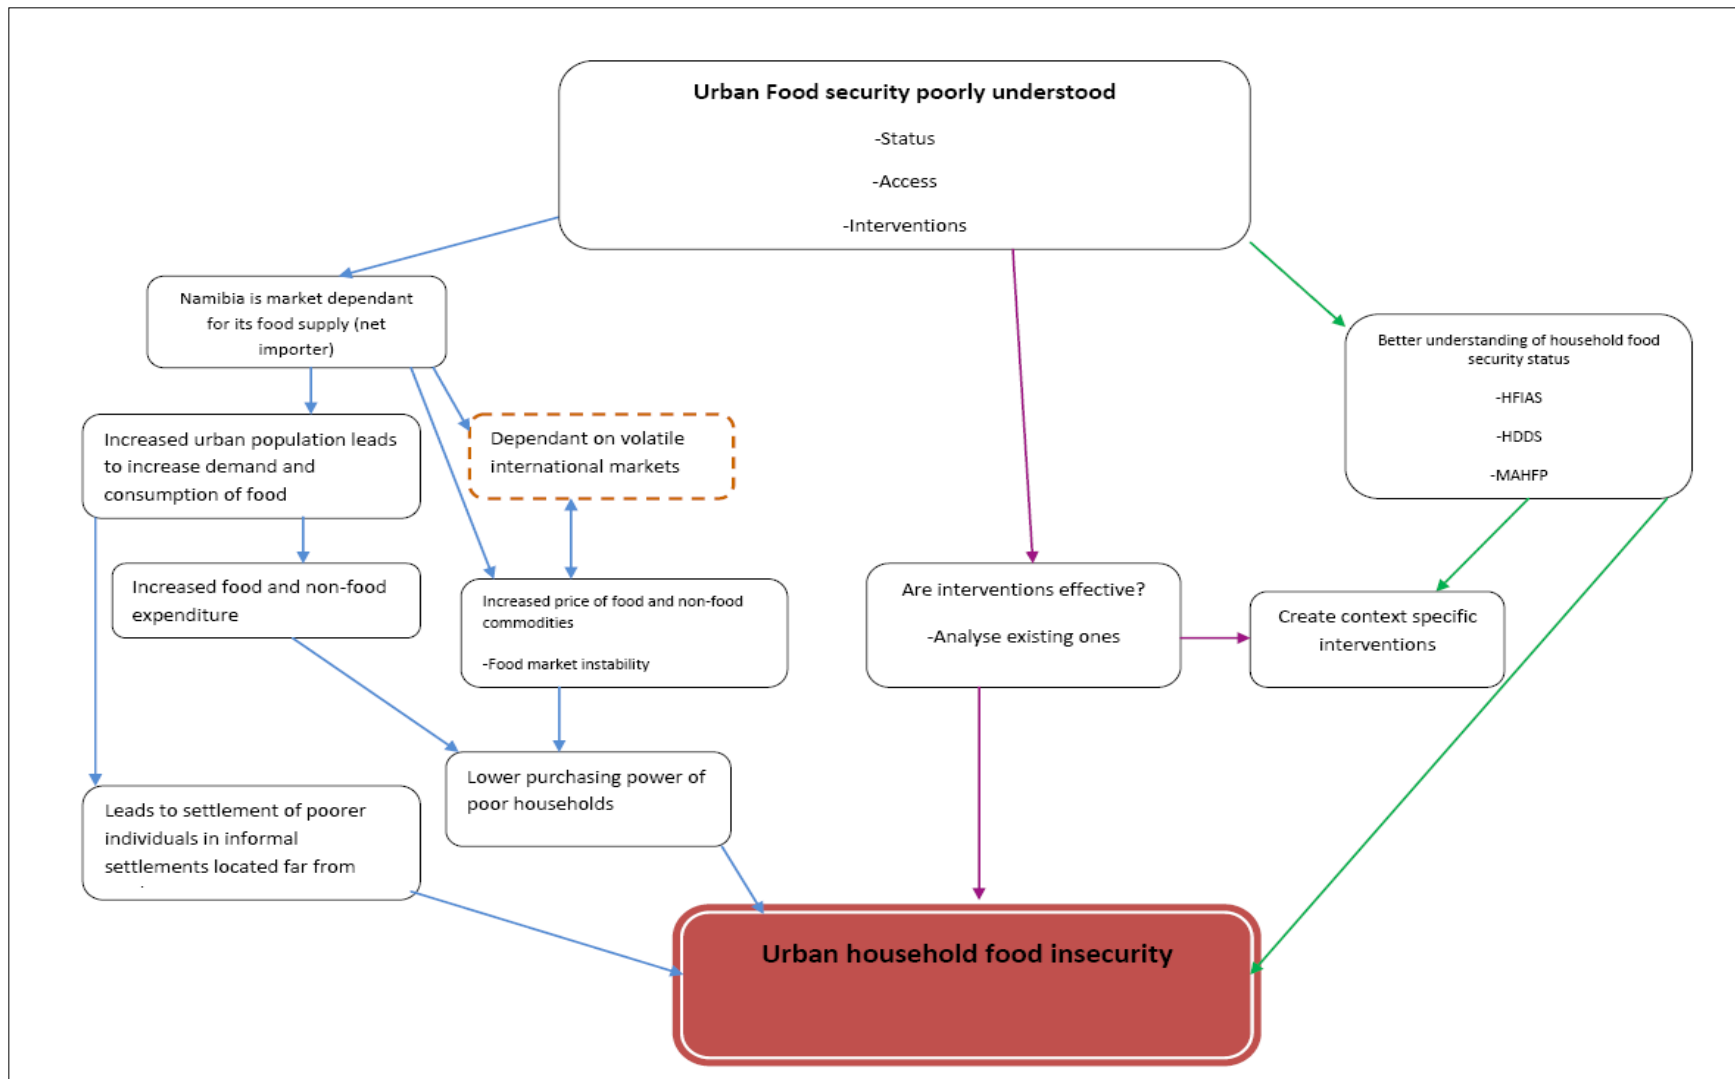 Urban Food security poorly understood
-Status
-Access
-Interventions
Namibia is market dependant
for its food supply (net
importer)
Better understanding of household food
security status
-HFIAS
-HDDS
-MAHFP
Increased urban population leads
to increase demand and
consumption of food
Dependant on volatile
international markets
Increased food and non-food
expenditure
Increased price of food and non-food
commodities
-Food market instability
Are interventions effective?
-Analyse existing ones
Create context specific
interventions
Lower purchasing power of
poor households
Leads to settlement of poorer
individuals in informal
settlements located far from
Urban household food insecurity